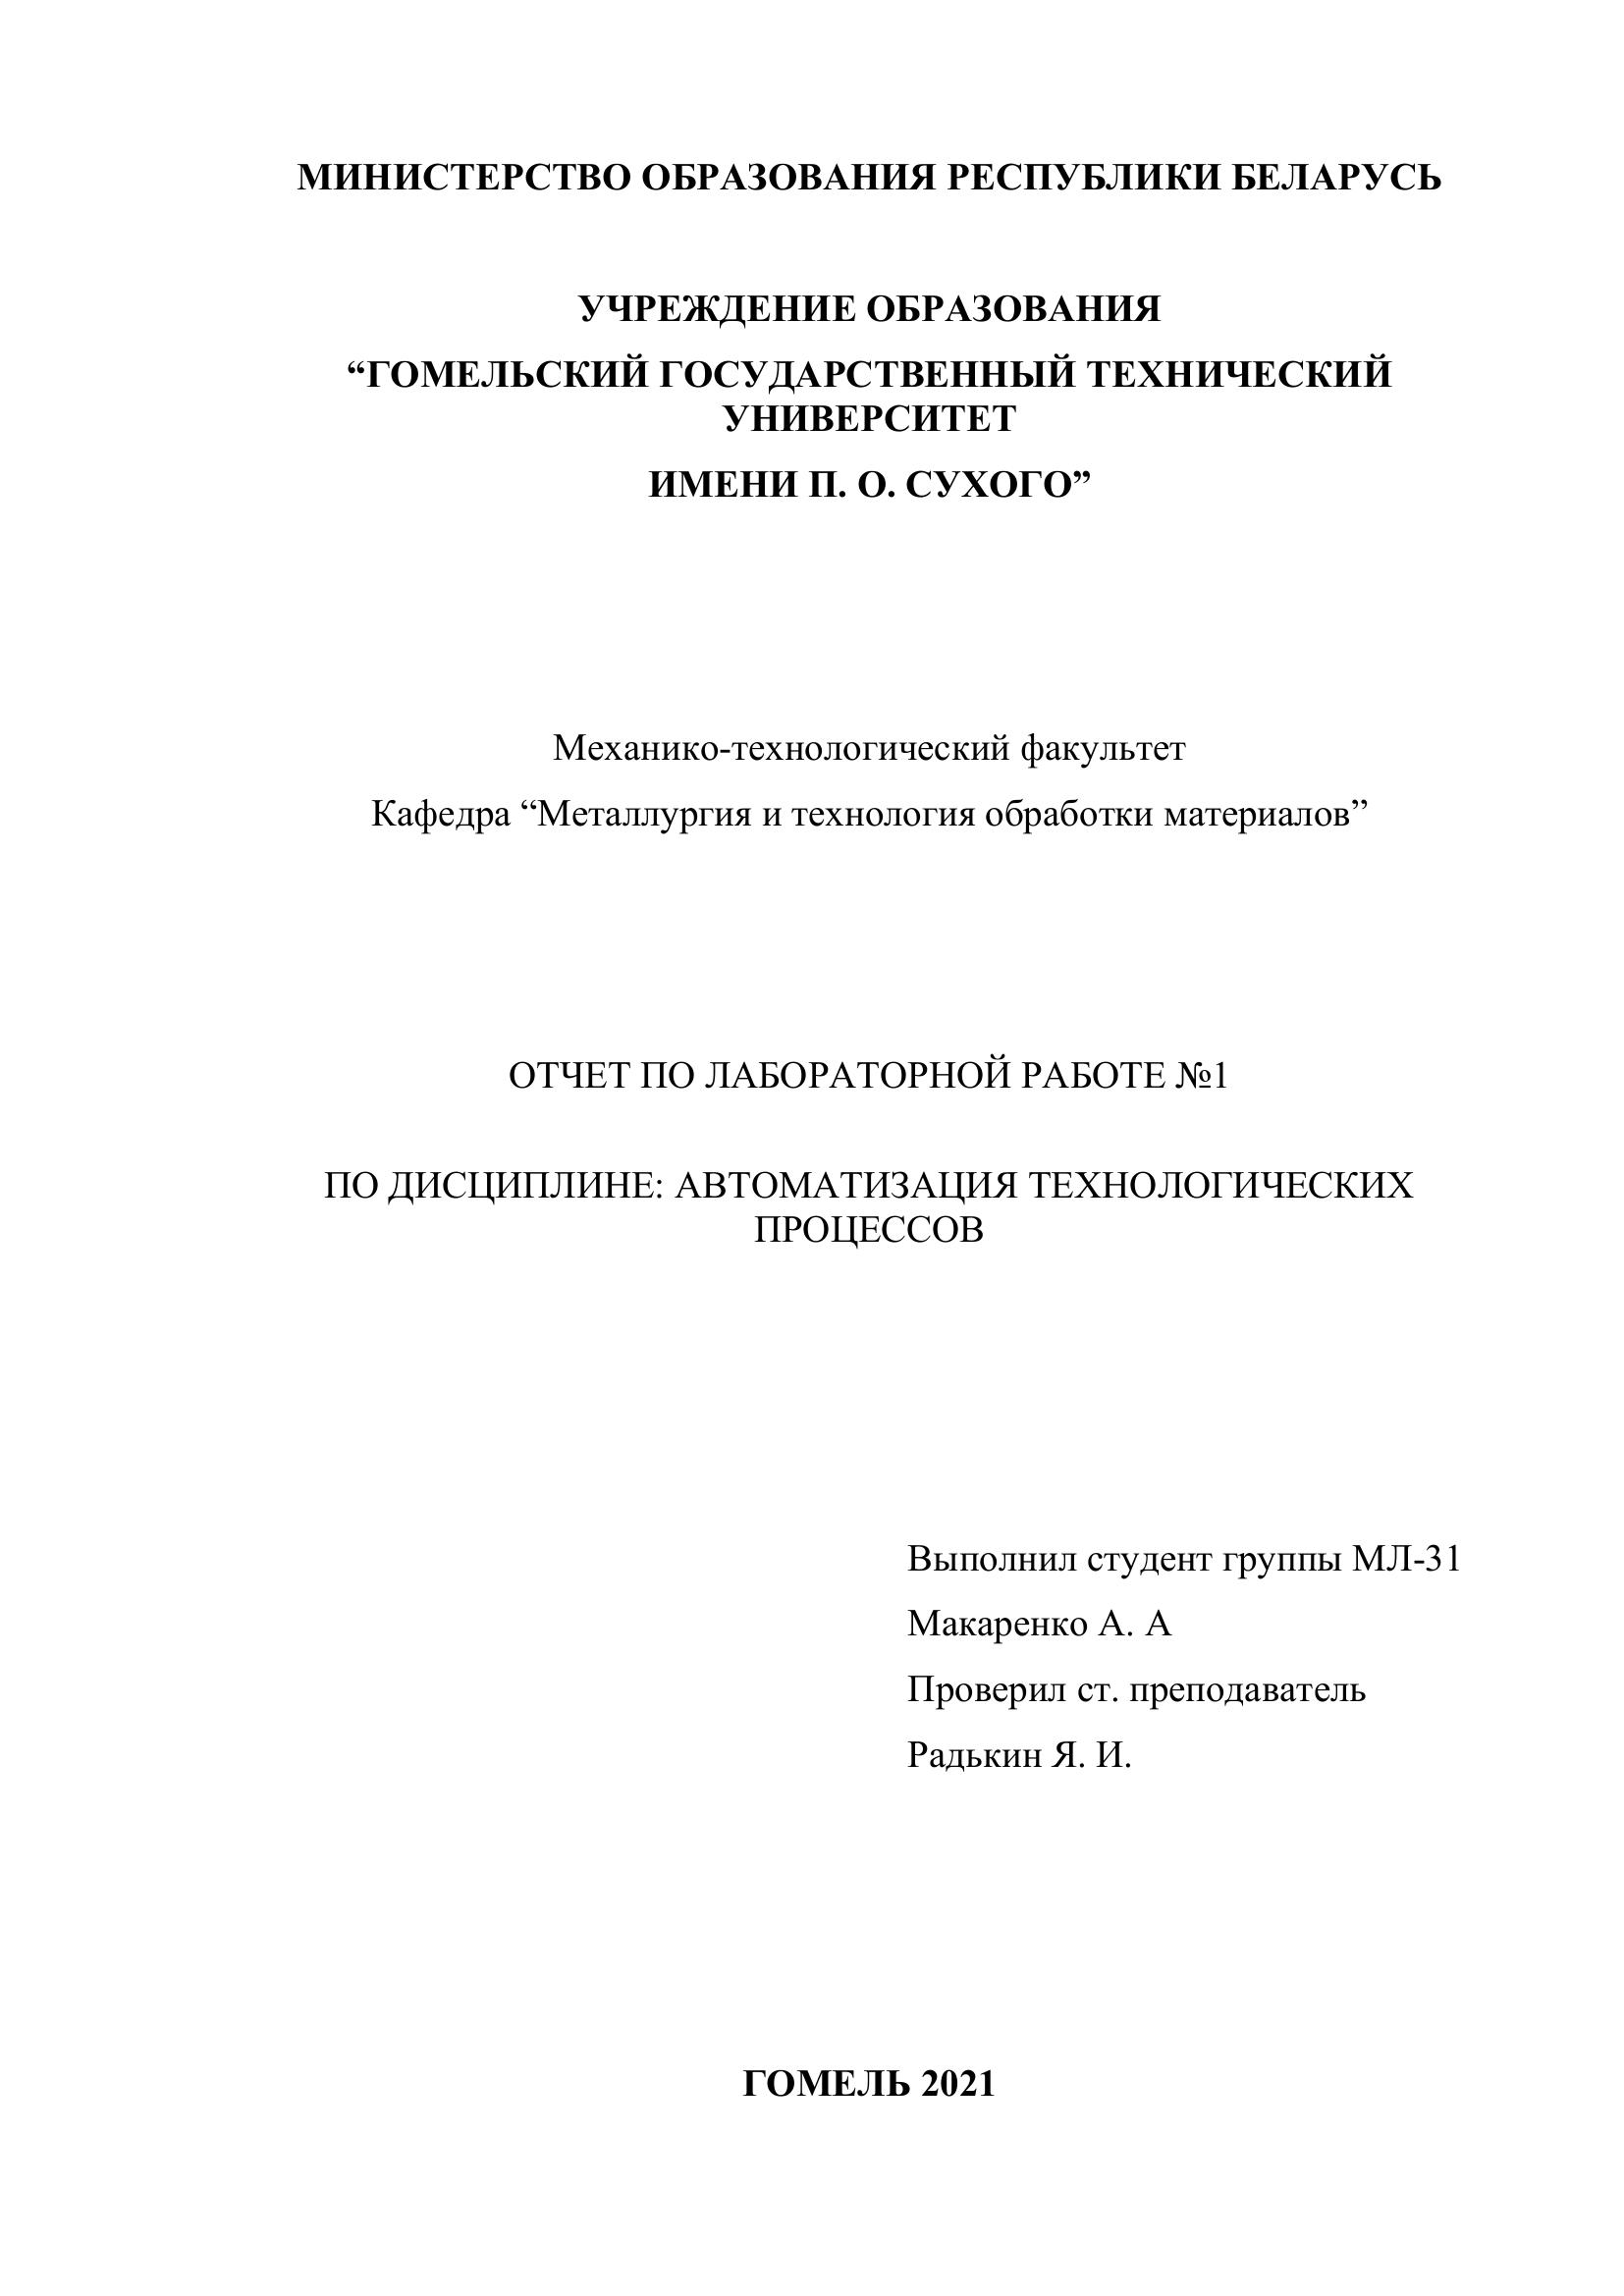 МИНИСТЕРСТВО ОБРАЗОВАНИЯ РЕСПУБЛИКИ БЕЛАРУСЬ
УЧРЕЖДЕНИЕ ОБРАЗОВАНИЯ
“ГОМЕЛЬСКИЙ ГОСУДАРСТВЕННЫЙ ТЕХНИЧЕСКИЙ
УНИВЕРСИТЕТ
ИМЕНИ П. О. СУХОГО”
Механико-технологический факультет
Кафедра “Металлургия и технология обработки материалов”
ОТЧЕТ ПО ЛАБОРАТОРНОЙ РАБОТЕ №1
ПО ДИСЦИПЛИНЕ: АВТОМАТИЗАЦИЯ ТЕХНОЛОГИЧЕСКИХ
ПРОЦЕССОВ
Выполнил студент группы МЛ-31
Макаренко А. А
Проверил ст. преподаватель
Радькин Я. И.
ГОМЕЛЬ 2021